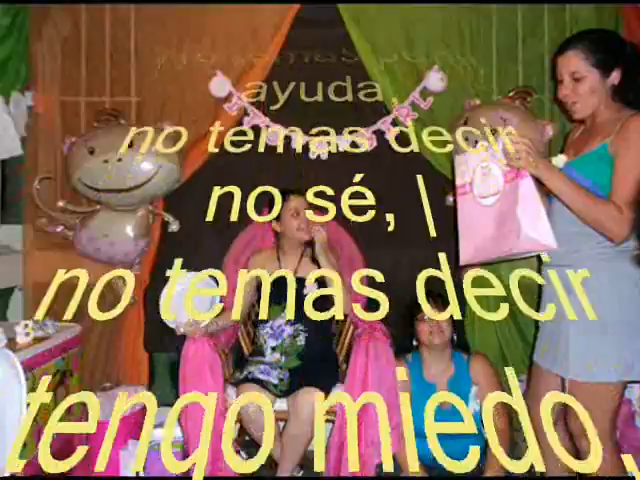 ayuda,
no temas decir
no sé, |
no temas decir
tengo miedo,